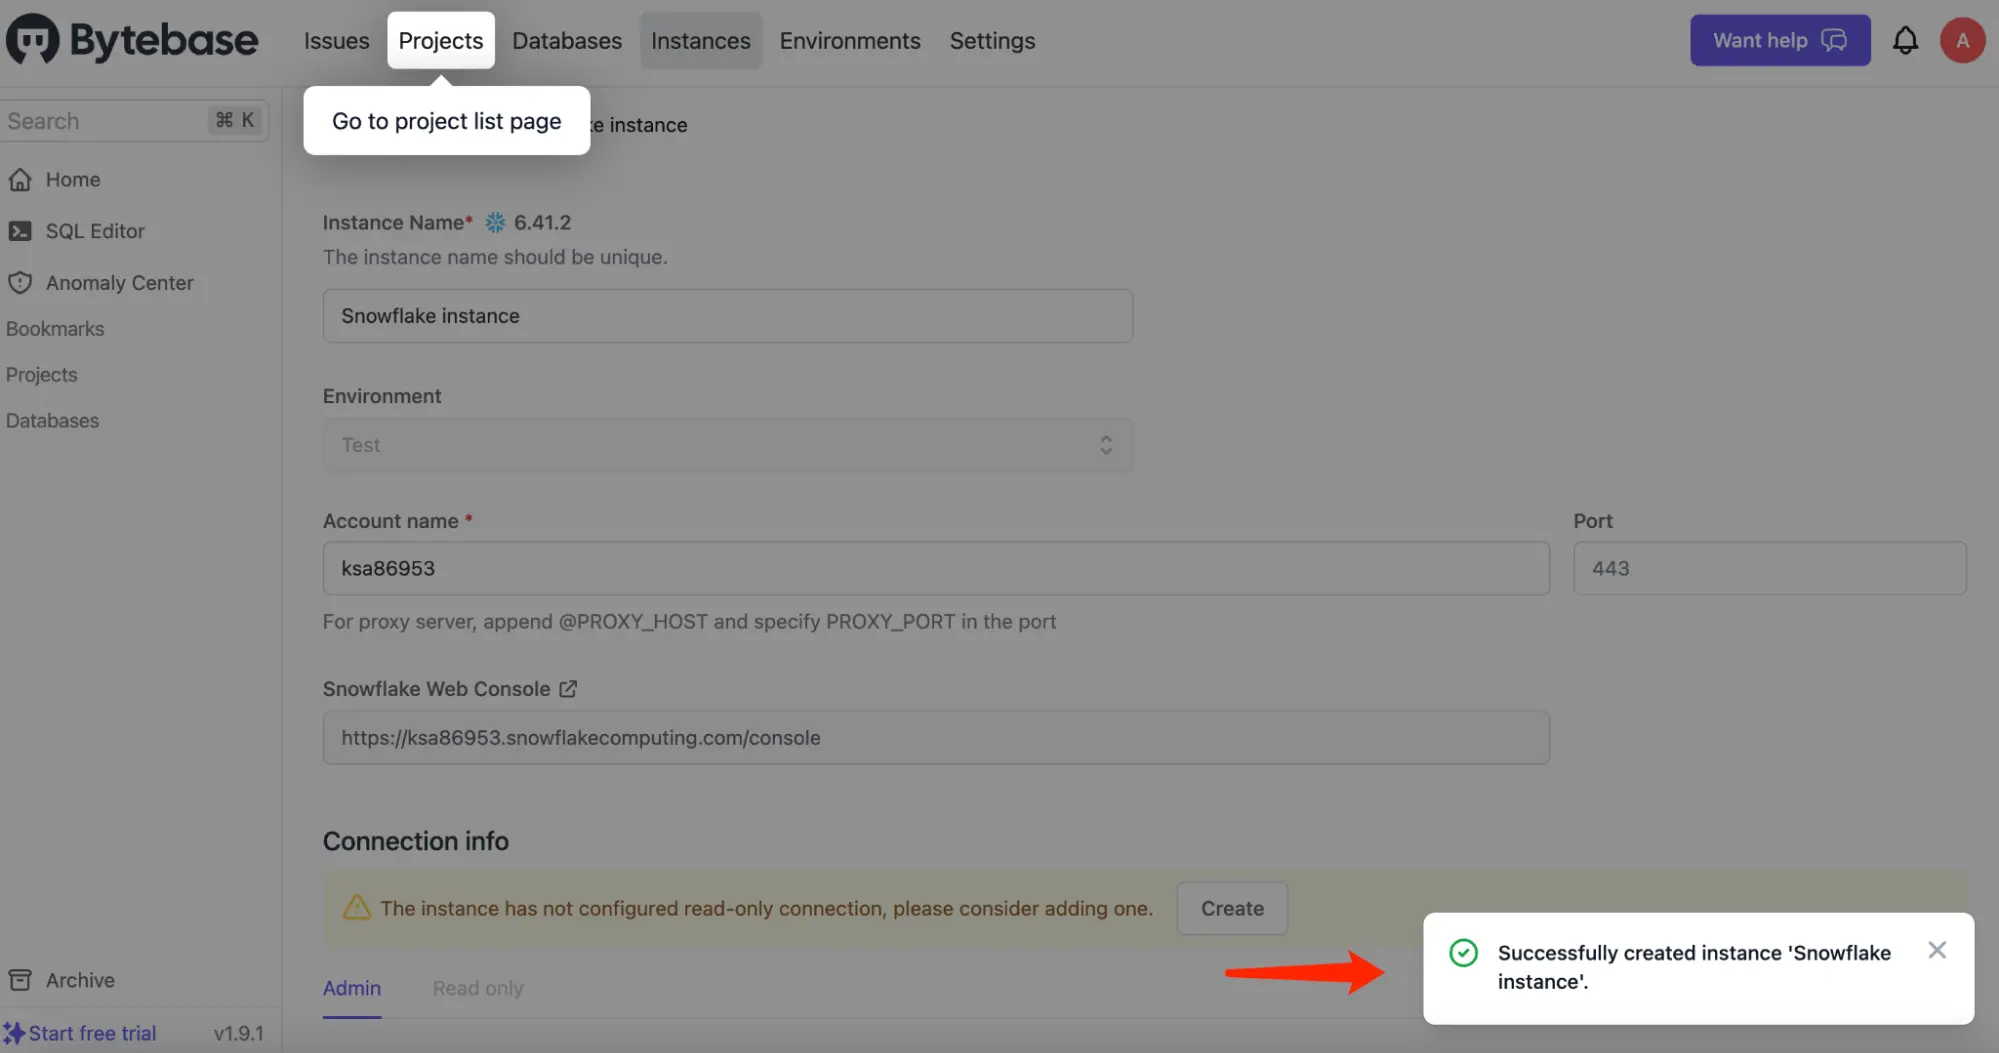 Bytebase
Issues
Projects
Databases
Instances
Environments
Settings
Want help
A
Search
⌘ K
Go to project list page
ke instance
Home
SQL Editor
Anomaly Center
Bookmarks
Projects
Databases
Instance Name* 6.41.2
The instance name should be unique.
Snowflake instance
Environment
Test
Account name *
Port
ksa86953
443
For proxy server, append @PROXY_HOST and specify PROXY_PORT in the port
Snowflake Web Console
https://ksa86953.snowflakecomputing.com/console
Connection info
The instance has not configured read-only connection, please consider adding one.
Create
Successfully created instance 'Snowflake
instance'.
Admin
Read only
Archive
Start free trial
v1.9.1